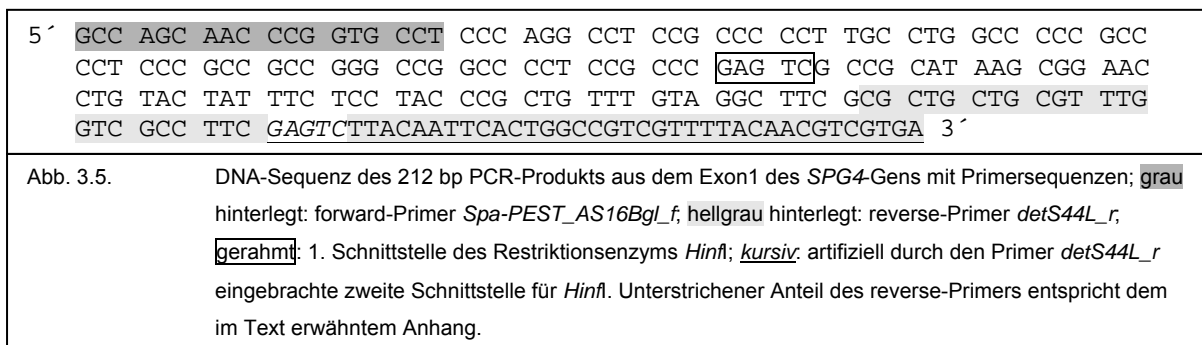 5´ GCC AGC AAC CCG GTG CCT CCC AGG CCT CCG CCC CCT TGC CTG GCC CCC GCC
CCT CCC GCC GCC GGG CCG GCC CCT CCG CCC GAG TCG CCG CAT AAG CGG AAC
CTG TAC TAT TTC TCC TAC CCG CTG TTT GTA GGC TTC GCG CTG CTG CGT TTG
GTC GCC TTC GAGTCTTACAATTCACTGGCCGTCGTTTTACAACGTCGTGA 3´
Abb. 3.5. DNA-Sequenz des 212 bp PCR-Produkts aus dem Exon1 des SPG4-Gens mit Primersequenzen; grau
hinterlegt: forward-Primer Spa-PEST_AS16Bgl_f; hellgrau hinterlegt: reverse-Primer detS44L_r;
gerahmt: 1. Schnittstelle des Restriktionsenzyms HinfI; kursiv: artifiziell durch den Primer detS44L_r
eingebrachte zweite Schnittstelle für HinfI. Unterstrichener Anteil des reverse-Primers entspricht dem
im Text erwähntem Anhang.